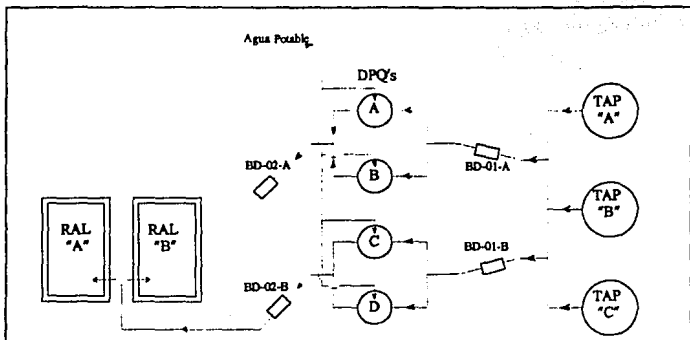 Agua Potable
DPQ's
A
TAP
"A"
BD-01-A
BD-02-A
B
RAL
"A"
RAL
"B"
TAP
"B"
C
BD-01-B
BD-02-B
D
TAP
"C"